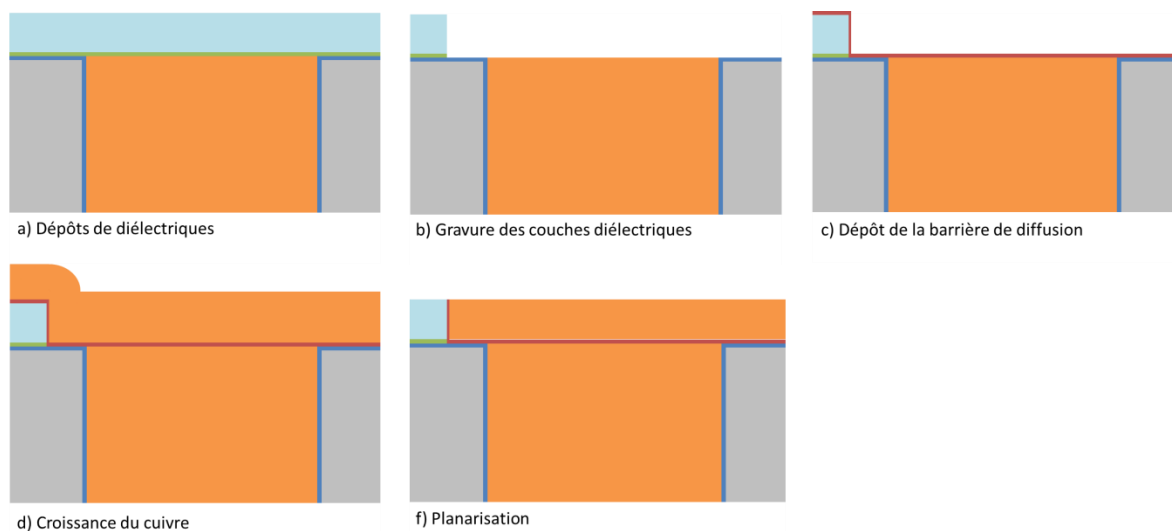 a) Dépôts de diélectriques
b) Gravure des couches diélectriques
c) Dépôt de la barrière de diffusion
d) Croissance du cuivre
f) Planarisation